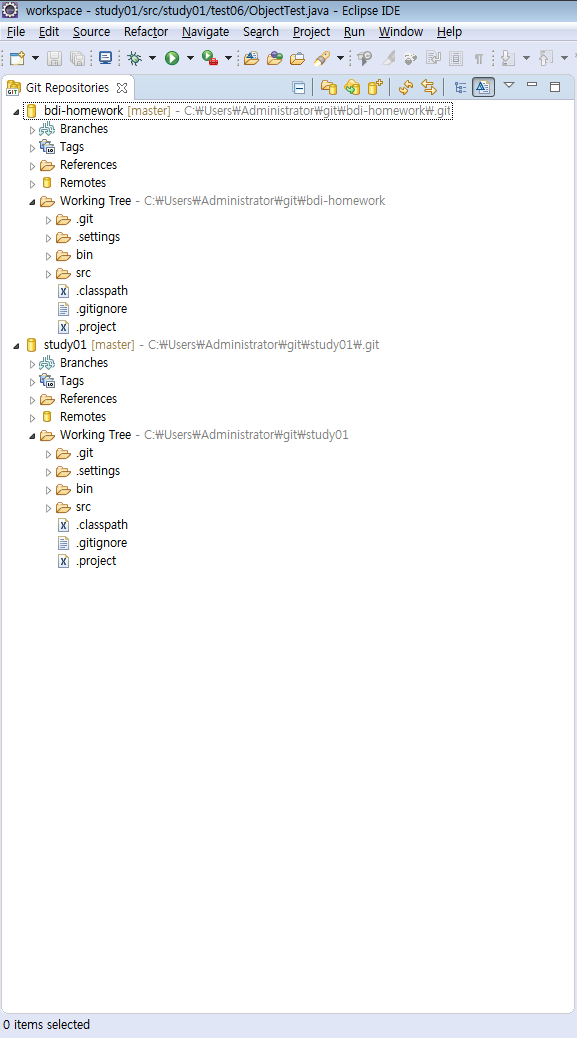 workspace - study01/src/study01/test06/ObjectTest.java - Eclipse IDE
File Edit Source Refactor Navigate Search Project Run Window Help
Git Repositories
bdi-homework [master] - C:₩Users₩Administrator₩git₩bdi-homework₩.git
Branches
Tags
References
Remotes
Working Tree - C:₩Users₩Administrator₩git₩bdi-homework
.git
.settings
bin
src
.classpath
.gitignore
.project
study01 [master] - C:₩Users₩Administrator₩git₩study01₩.git
Branches
Tags
References
Remotes
Working Tree - C:₩Users₩Administrator₩git₩study01
.git
.settings
bin
src
.classpath
.gitignore
.project
0 items selected